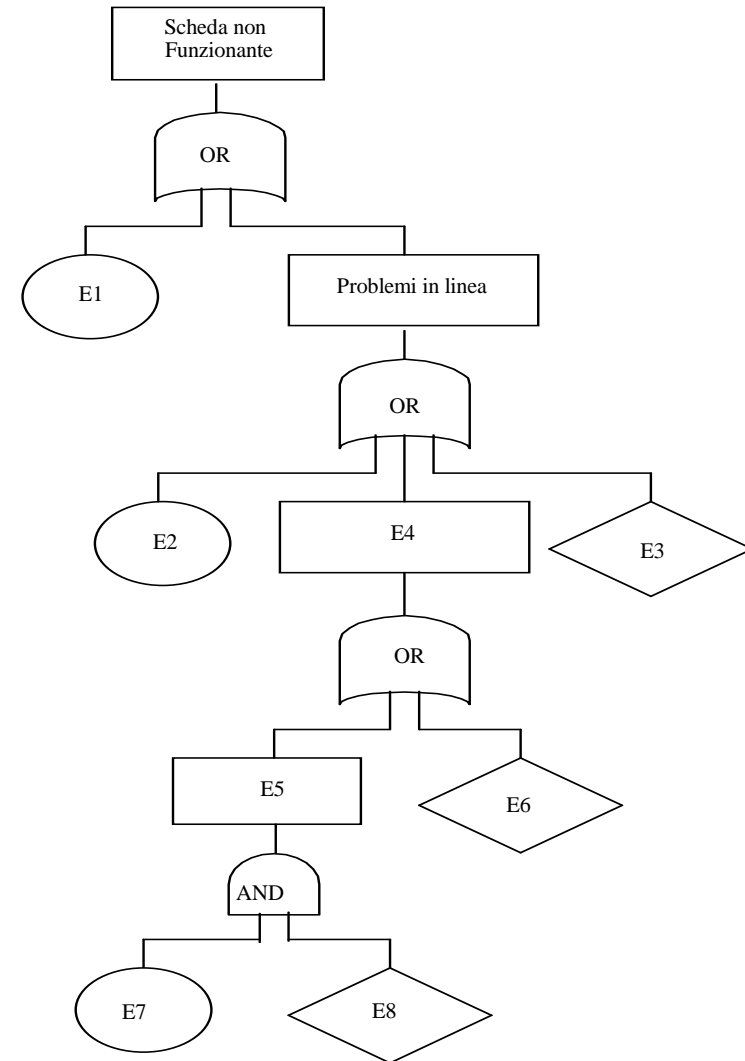 Scheda non
Funzionante
OR
E1
Problemi in linea
OR
E2
E4
E3
OR
E5
E6
AND
E7
E8